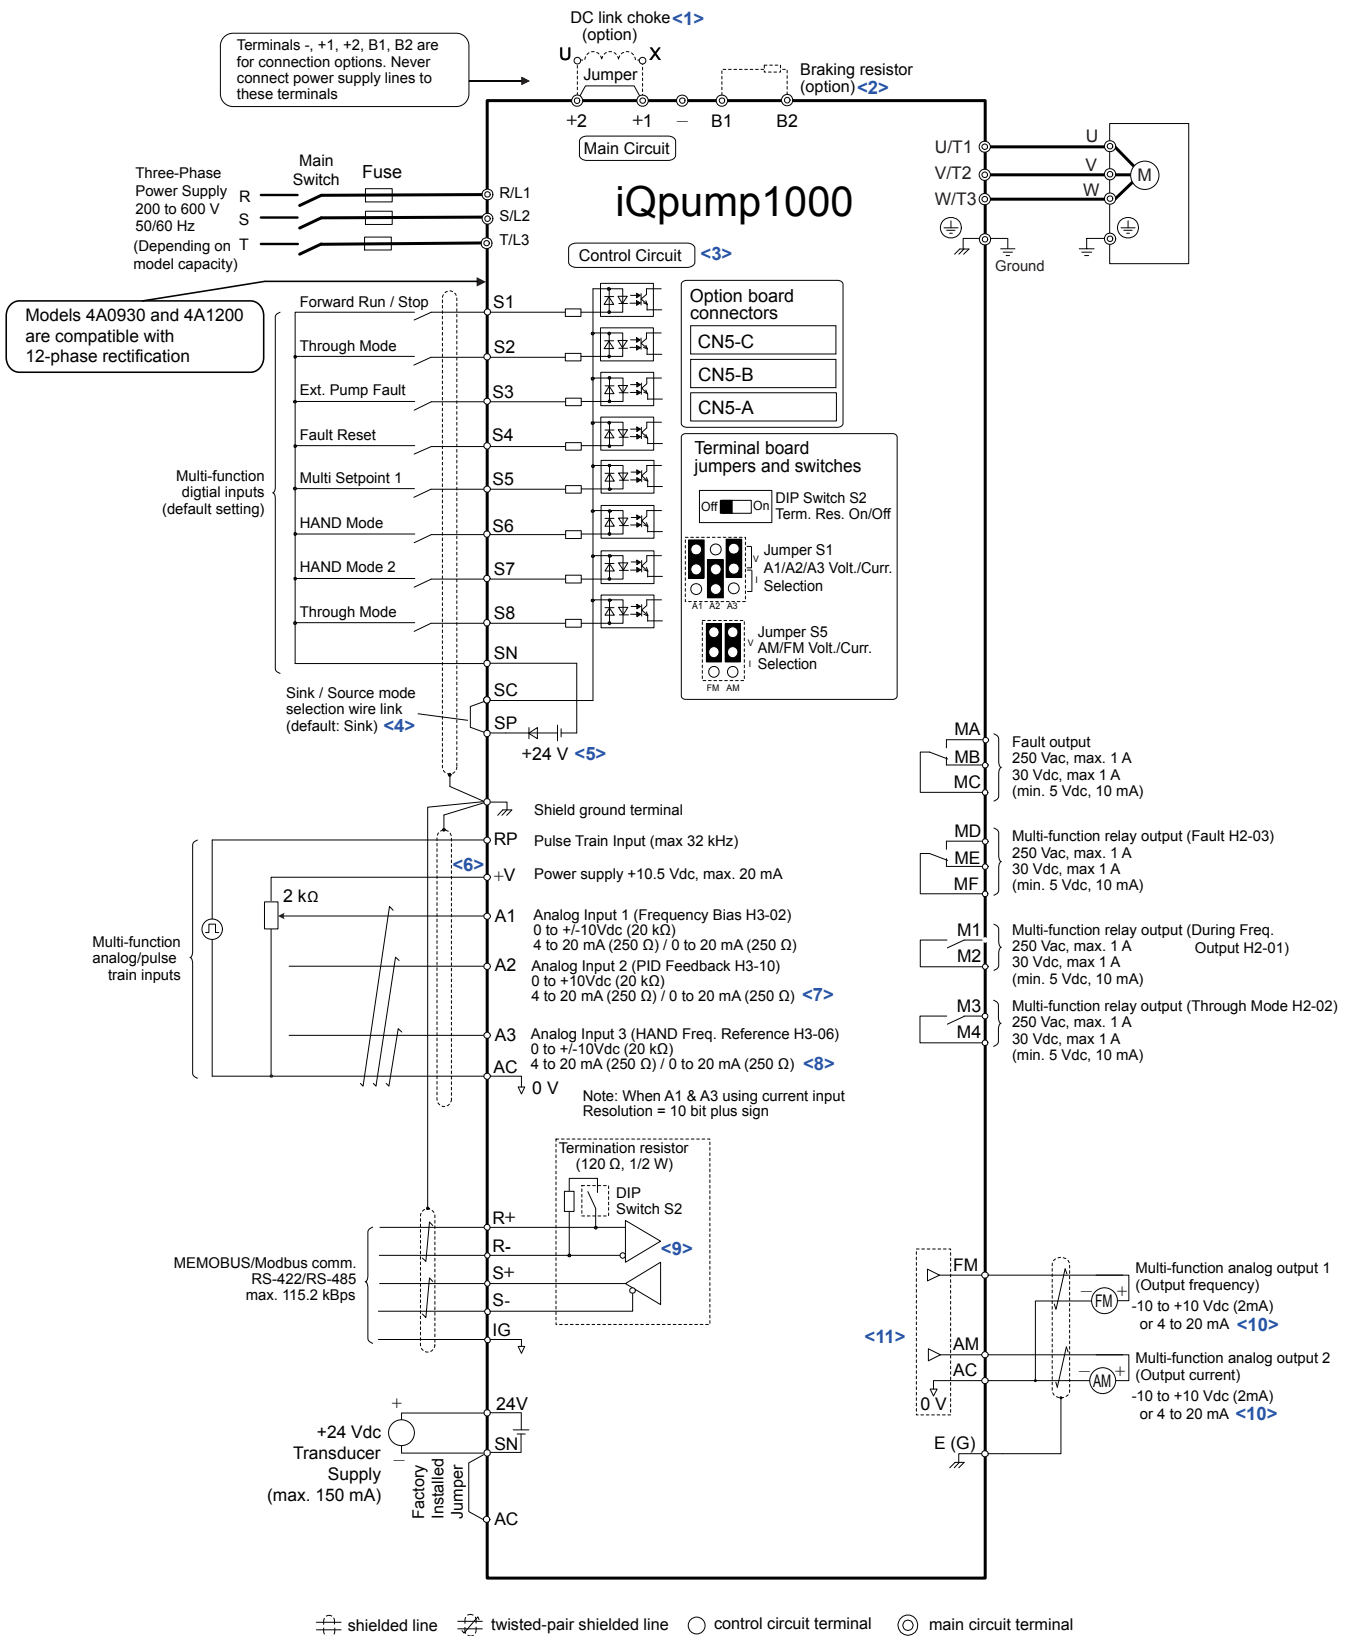 DC link choke <1>
(option)
U X
Jumper
Terminals -, +1, +2, B1, B2 are
for connection options. Never
connect power supply lines to
these terminals
Braking resistor
(option) <2>
+2 +1 – B1 B2
Main Circuit
iQpump1000
Three-Phase
Power Supply
200 to 600 V
50/60 Hz
(Depending on
model capacity)
Main
Switch
Fuse
R
S
T
R/L1
S/L2
T/L3
U/T1
V/T2
W/T3
U
V
W
M
Ground
Control Circuit <3>
Models 4A0930 and 4A1200
are compatible with
12-phase rectification
Multi-function
digtial inputs
(default setting)
Forward Run / Stop S1
Through Mode S2
Ext. Pump Fault S3
Fault Reset S4
Multi Setpoint 1 S5
HAND Mode S6
HAND Mode 2 S7
Through Mode S8
SN
SC
SP
Sink / Source mode
selection wire link
(default: Sink) <4>
+24 V <5>
Option board
connectors
CN5-C
CN5-B
CN5-A
Terminal board
jumpers and switches
Off On
DIP Switch S2
Term. Res. On/Off
Jumper S1
A1/A2/A3 Volt./Curr.
Selection
V
I
A1 A2 A3
Jumper S5
AM/FM Volt./Curr.
Selection
V
I
FM AM
MA
MB
MC
Fault output
250 Vac, max. 1 A
30 Vdc, max 1 A
(min. 5 Vdc, 10 mA)
MD
ME
MF
Multi-function relay output (Fault H2-03)
250 Vac, max. 1 A
30 Vdc, max 1 A
(min. 5 Vdc, 10 mA)
M1
M2
Multi-function relay output (During Freq.
Output H2-01)
250 Vac, max. 1 A
30 Vdc, max 1 A
(min. 5 Vdc, 10 mA)
M3
M4
Multi-function relay output (Through Mode H2-02)
250 Vac, max. 1 A
30 Vdc, max 1 A
(min. 5 Vdc, 10 mA)
Shield ground terminal
Multi-function
analog/pulse
train inputs
2 kΩ
<6>
RP Pulse Train Input (max 32 kHz)
+V Power supply +10.5 Vdc, max. 20 mA
A1 Analog Input 1 (Frequency Bias H3-02)
0 to +/-10Vdc (20 kΩ)
4 to 20 mA (250 Ω) / 0 to 20 mA (250 Ω)
A2 Analog Input 2 (PID Feedback H3-10)
0 to +10Vdc (20 kΩ)
4 to 20 mA (250 Ω) / 0 to 20 mA (250 Ω) <7>
A3 Analog Input 3 (HAND Freq. Reference H3-06)
0 to +/-10Vdc (20 kΩ)
4 to 20 mA (250 Ω) / 0 to 20 mA (250 Ω) <8>
AC
0 V
Note: When A1 & A3 using current input
Resolution = 10 bit plus sign
Termination resistor
(120 Ω, 1/2 W)
DIP
Switch S2
<9>
MEMOBUS/Modbus comm.
RS-422/RS-485
max. 115.2 kBps
R+
R-
S+
S-
IG
<11>
FM
AM
AC
0 V
E (G)
– FM +
Multi-function analog output 1
(Output frequency)
-10 to +10 Vdc (2mA)
or 4 to 20 mA <10>
– AM +
Multi-function analog output 2
(Output current)
-10 to +10 Vdc (2mA)
or 4 to 20 mA <10>
+24 Vdc
Transducer
Supply
(max. 150 mA)
+
–
24V
SN
AC
Factory
Installed
Jumper
shielded line twisted-pair shielded line control circuit terminal main circuit terminal